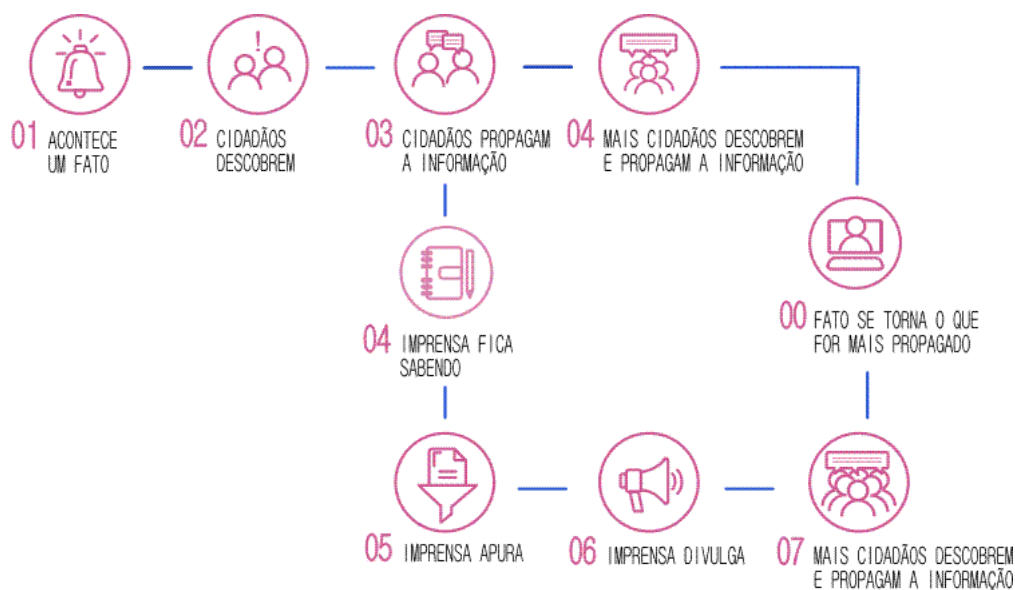 01 ACONTECE
UM FATO
02 CIDADÃOS
DESCOBREM
!
03 CIDADÃOS PROPAGAM
A INFORMAÇÃO
04 MAIS CIDADÃOS DESCOBREM
E PROPAGAM A INFORMAÇÃO
04 IMPRENSA FICA
SABENDO
00 FATO SE TORNA O QUE
FOR MAIS PROPAGADO
05 IMPRENSA APURA
06 IMPRENSA DIVULGA
07 MAIS CIDADÃOS DESCOBREM
E PROPAGAM A INFORMAÇÃO